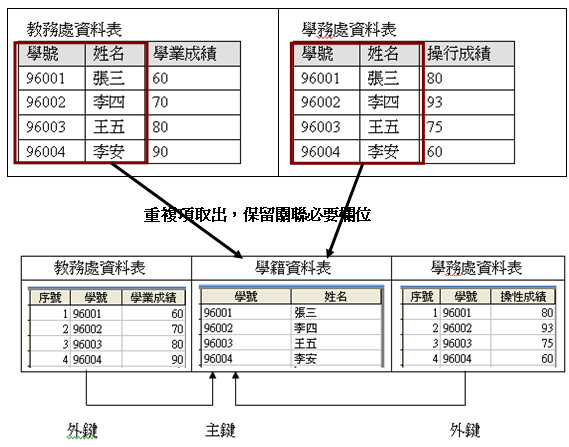 教務處資料表
學號 姓名 學業成績
96001 張三 60
96002 李四 70
96003 王五 80
96004 李安 90
學務處資料表
學號 姓名 操行成績
96001 張三 80
96002 李四 93
96003 王五 75
96004 李安 60
重複項取出，保留關聯必要欄位
教務處資料表
序號 學號 學業成績
1 96001 60
2 96002 70
3 96003 80
4 96004 90
學籍資料表
學號 姓名
96001 張三
96002 李四
96003 王五
96004 李安
學務處資料表
序號 學號 操性成績
1 96001 80
2 96002 93
3 96003 75
4 96004 60
外鍵 主鍵 外鍵